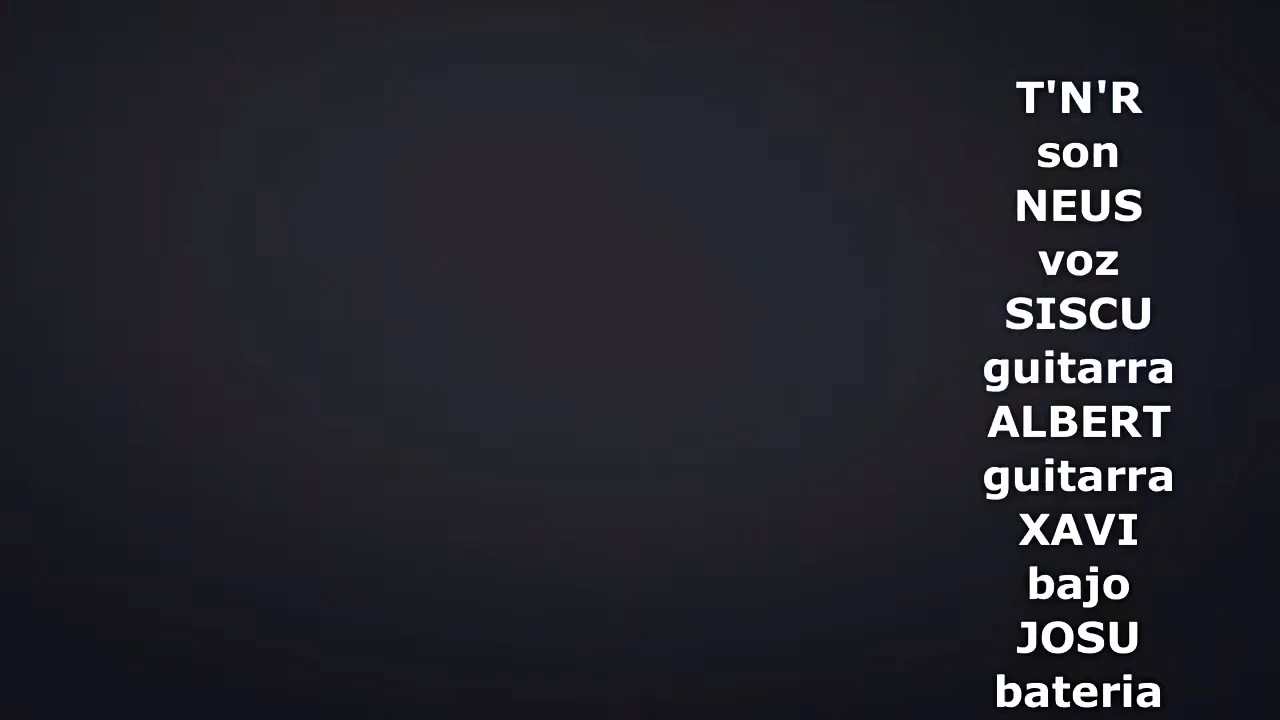 T'N'R
son
NEUS
voz
SISCU
guitarra
ALBERT
guitarra
XAVI
bajo
JOSU
bateria